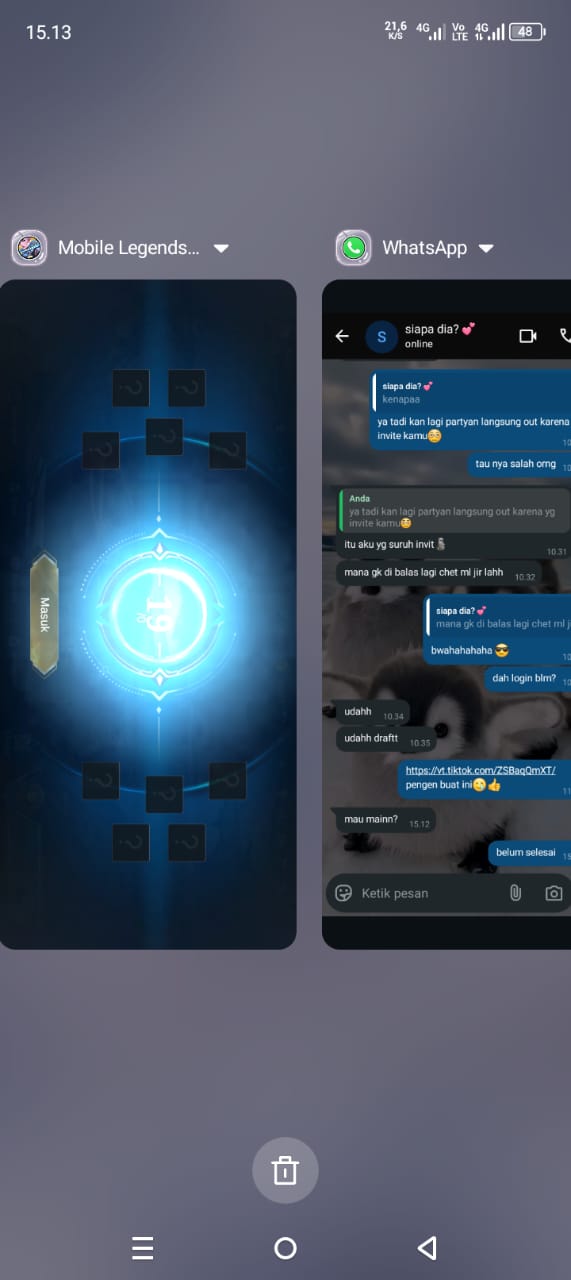 15.13
21,6
K/S
4G
Vo
LTE
4G
48
Mobile Legends...
WhatsApp
Masuk
19
S
siapa dia? 💕
online
siapa dia? 💕
kenapaa
ya tadi kan lagi partyan langsung out karena
invite kamu
10
tau nya salah orng
10
Anda
ya tadi kan lagi partyan langsung out karena yg
invite kamu
itu aku yg suruh invit
10.31
mana gk di balas lagi chet ml jir lahh
10.32
siapa dia? 💕
mana gk di balas lagi chet ml ji
bwahahahaha 😎
10
dah login blm?
10
udahh
10.34
udahh draftt
10.35
https://vt.tiktok.com/ZSBaqQmXT/
pengen buat ini😢👍
11
mau mainn?
15.12
belum selesai
15
Ketik pesan